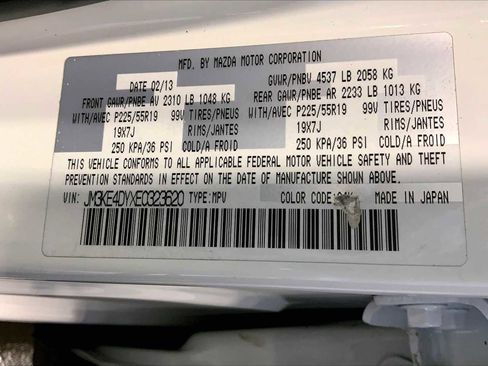 MFD. BY MAZDA MOTOR CORPORATION
DATE 02/13 GVWR/PNBV 4537 LB 2058 KG
FRONT GAWR/PNBE AV 2310 LB 1048 KG REAR GAWR/PNBE AR 2233 LB 1013 KG
WITH/AVEC P225/55R19 99V TIRES/PNEUS WITH/AVEC P225/55R19 99V TIRES/PNEUS
19X7J RIMS/JANTES 19X7J RIMS/JANTES
250 KPA/36 PSI COLD/A FROID 250 KPA/36 PSI COLD/A FROID
THIS VEHICLE CONFORMS TO ALL APPLICABLE FEDERAL MOTOR VEHICLE SAFETY AND THEFT
PREVENTION STANDARDS IN EFFECT ON THE DATE OF MANUFACTURE SHOWN ABOVE.
VIN: JM3KE4DYXE0323620 TYPE:MPV COLOR CODE: MADE IN JAPAN